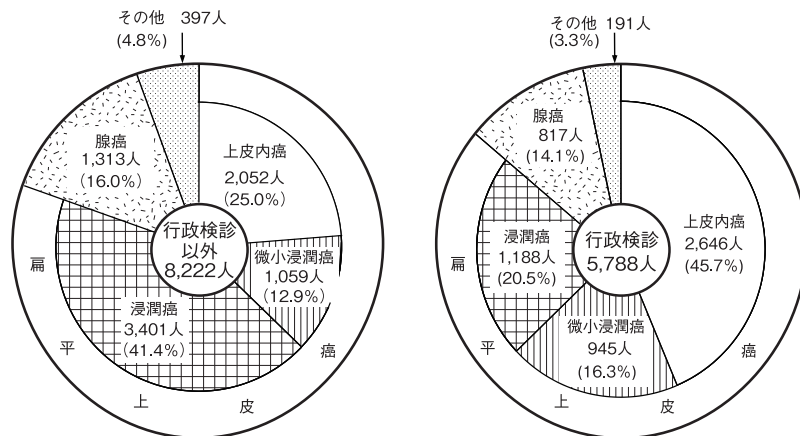 その他 397人
(4.8%)
腺癌
1,313人
(16.0%)
上皮内癌
2,052人
(25.0%)
行政検診
以外
8,222人
微小浸潤癌
1,059人
(12.9%)
浸潤癌
3,401人
(41.4%)
扁
平
上
皮
癌
その他 191人
(3.3%)
腺癌
817人
(14.1%)
上皮内癌
2,646人
(45.7%)
行政検診
5,788人
浸潤癌
1,188人
(20.5%)
微小浸潤癌
945人
(16.3%)
扁
平
上
皮
癌